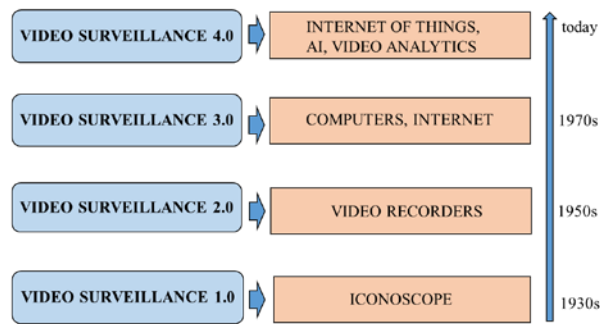 VIDEO SURVEILLANCE 4.0
INTERNET OF THINGS,
AI, VIDEO ANALYTICS
today
VIDEO SURVEILLANCE 3.0
COMPUTERS, INTERNET
1970s
VIDEO SURVEILLANCE 2.0
VIDEO RECORDERS
1950s
VIDEO SURVEILLANCE 1.0
ICONOSCOPE
1930s